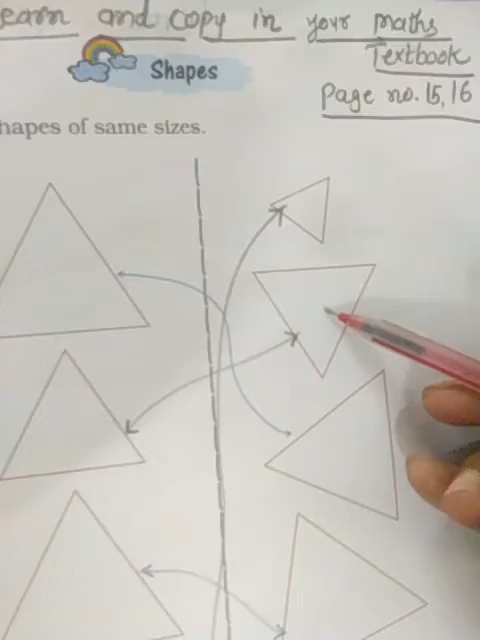 earn and copy in your maths
Textbook
Shapes
Page no. 15, 16
hapes of same sizes.